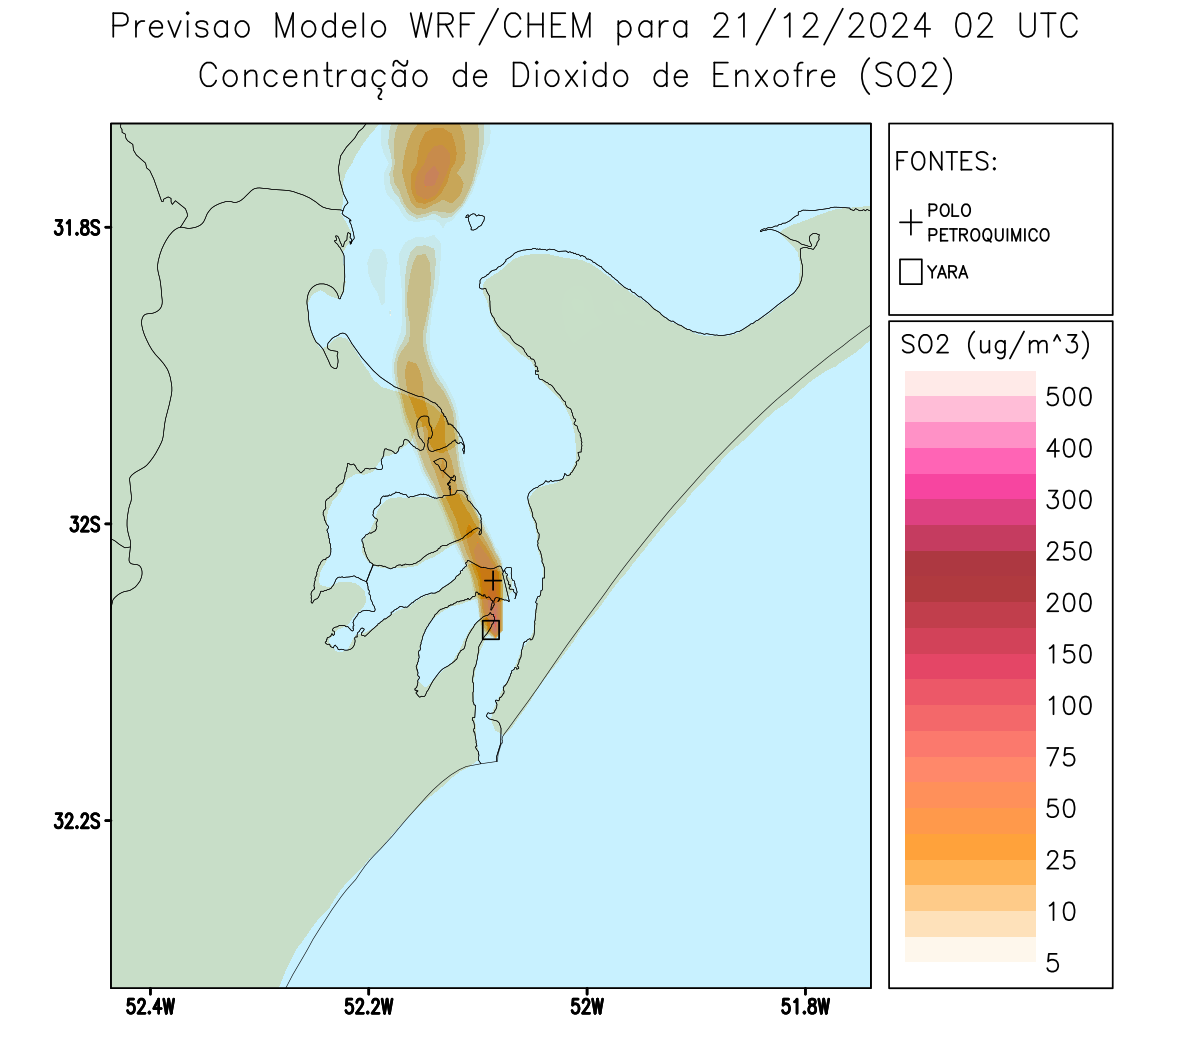 Previsao Modelo WRF/CHEM para 21/12/2024 02 UTC
Concentração de Dioxido de Enxofre (SO2)
FONTES:
POLO
PETROQUIMICO
YARA
SO2 (ug/m^3)
500
400
300
250
200
150
100
75
50
25
10
5
31.8S
32S
32.2S
52.4W
52.2W
52W
51.8W